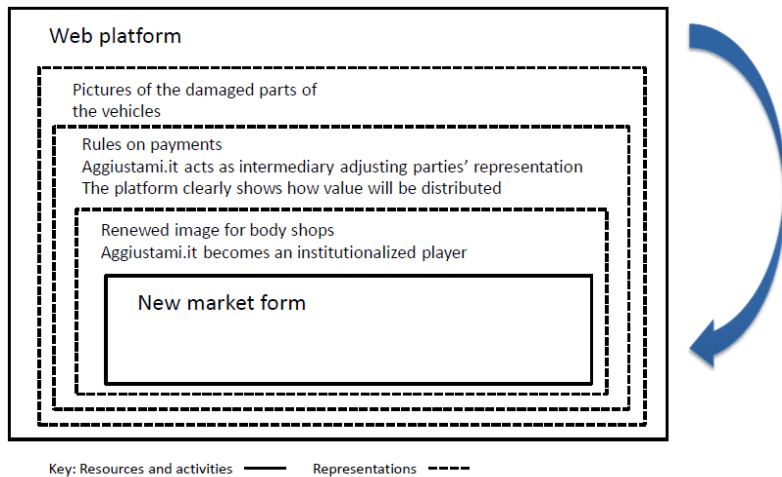 Web platform
Pictures of the damaged parts of
the vehicles
Rules on payments
Aggiustami.it acts as intermediary adjusting parties’ representation
The platform clearly shows how value will be distributed
Renewed image for body shops
Aggiustami.it becomes an institutionalized player
New market form
Key: Resources and activities
Representations